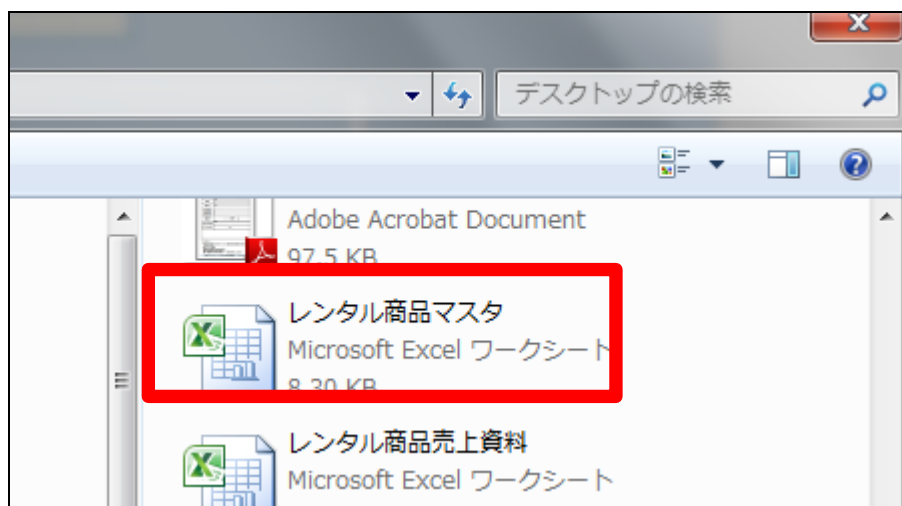 デスクトップの検索
Adobe Acrobat Document
97.5 KB
レンタル商品マスタ
Microsoft Excel ワークシート
8.30 KB
レンタル商品売上資料
Microsoft Excel ワークシート